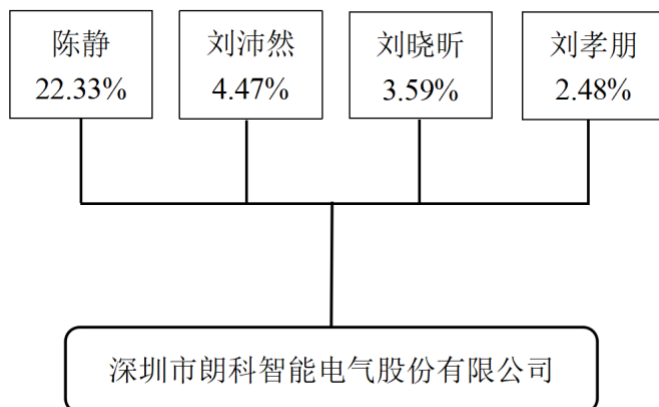 陈静
22.33%
刘沛然
4.47%
刘晓昕
3.59%
刘孝朋
2.48%
深圳市朗科智能电气股份有限公司